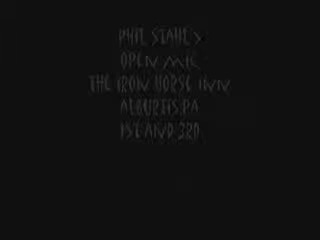 PHIL STAHL'S
OPEN MIC
THE IRON HORSE INN
ALBURTIS, PA
1ST AND 3RD